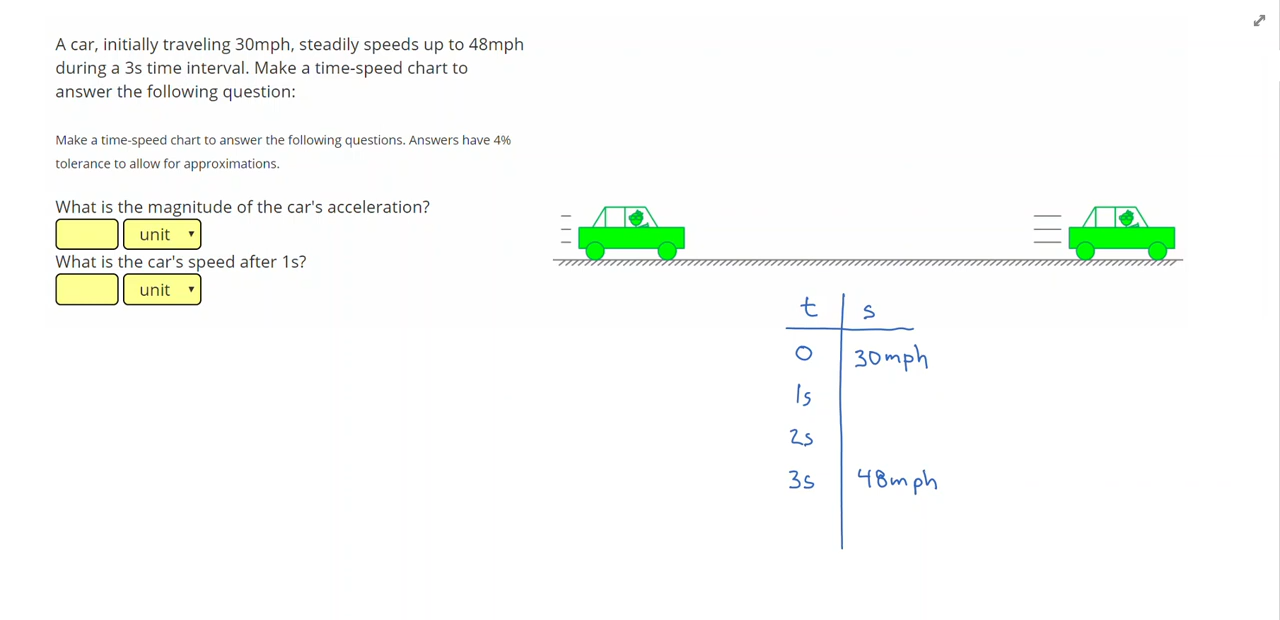 A car, initially traveling 30mph, steadily speeds up to 48mph
during a 3s time interval. Make a time-speed chart to
answer the following question:
Make a time-speed chart to answer the following questions. Answers have 4%
tolerance to allow for approximations.
What is the magnitude of the car's acceleration?
unit
What is the car's speed after 1s?
unit
t s
0 30mph
1s
2s
3s 48mph